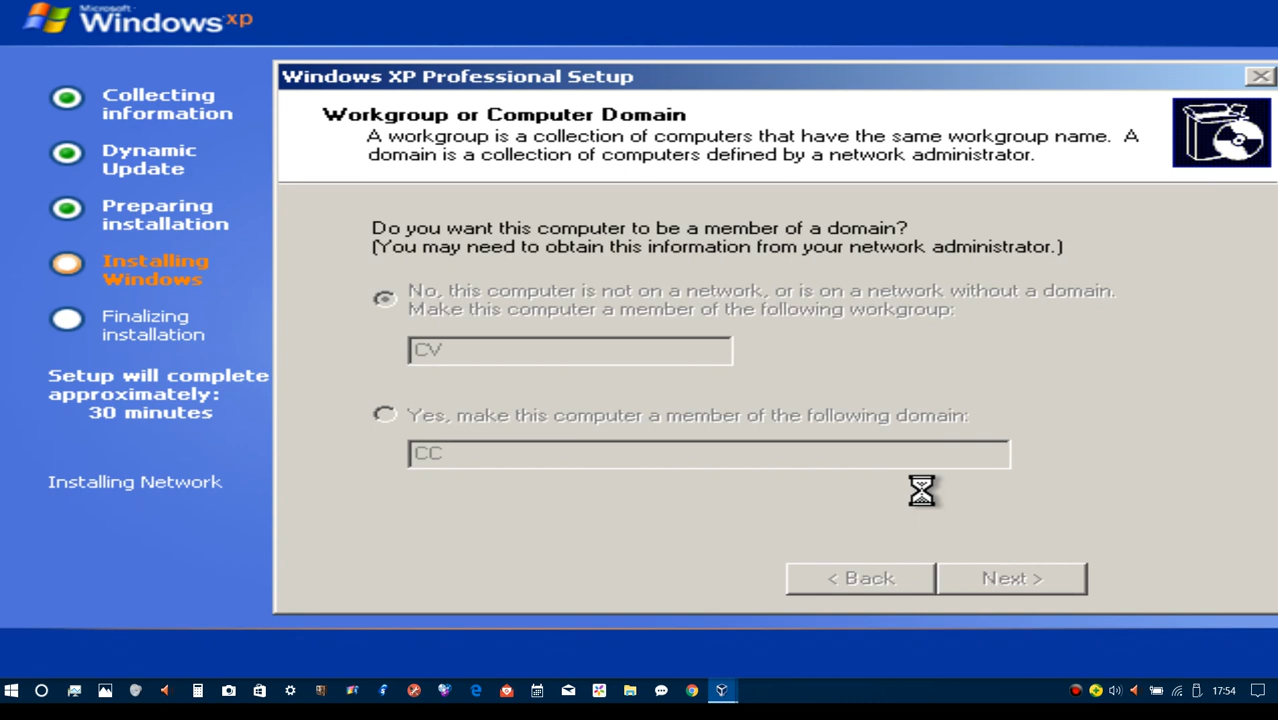 Microsoft
Windows xp
Collecting
information
Dynamic
Update
Preparing
installation
Installing
Windows
Finalizing
installation
Setup will complete
approximately:
30 minutes
Installing Network
Windows XP Professional Setup
Workgroup or Computer Domain
A workgroup is a collection of computers that have the same workgroup name. A
domain is a collection of computers defined by a network administrator.
Do you want this computer to be a member of a domain?
(You may need to obtain this information from your network administrator.)
No, this computer is not on a network, or is on a network without a domain.
Make this computer a member of the following workgroup:
CV
Yes, make this computer a member of the following domain:
CC
< Back
Next >
17:54